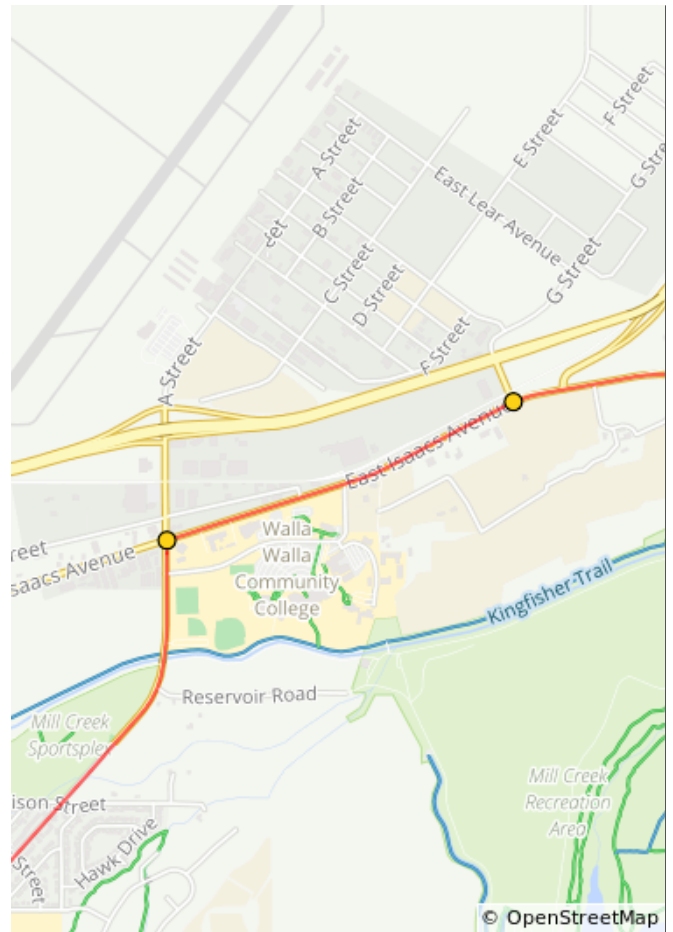 A Street
F Street
E Street
G Stre
B Street
eet
East Lear Avenue
C Street
D Street
G Street
F Street
A Street
East Isaacs Avenue
reet
saacs Avenue
Walla
Walla
Community
College
Kingfisher Trail
Reservoir Road
Mill Creek
Sportsplex
Mill Creek
Recreation
Area
ison Street
Hawk Drive
Street
© OpenStreetMap